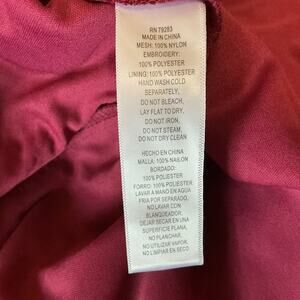 RN T9283
MADE IN CHINA
MESH: 100% NYLON
EMBROIDERY:
100% POLYESTER
LINING: 100% POLYESTER
HAND WASH COLD
SEPARATELY,
DO NOT BLEACH,
LAY FLAT TO DRY,
DO NOT IRON,
DO NOT STEAM,
DO NOT DRY CLEAN
HECHO EN CHINA
MALLA: 100% NAILON
BORDADO:
100% POLIESTER
FORRO: 100% POLIESTER
LAVAR A MANO EN AGUA
FRIA POR SEPARADO,
NO LAVAR CON
BLANQUEADOR,
DEJAR SECAR EN UNA
SUPERFICIE PLANA,
NO PLANCHAR,
NO UTILIZAR VAPOR,
NO LIMPIAR EN SECO